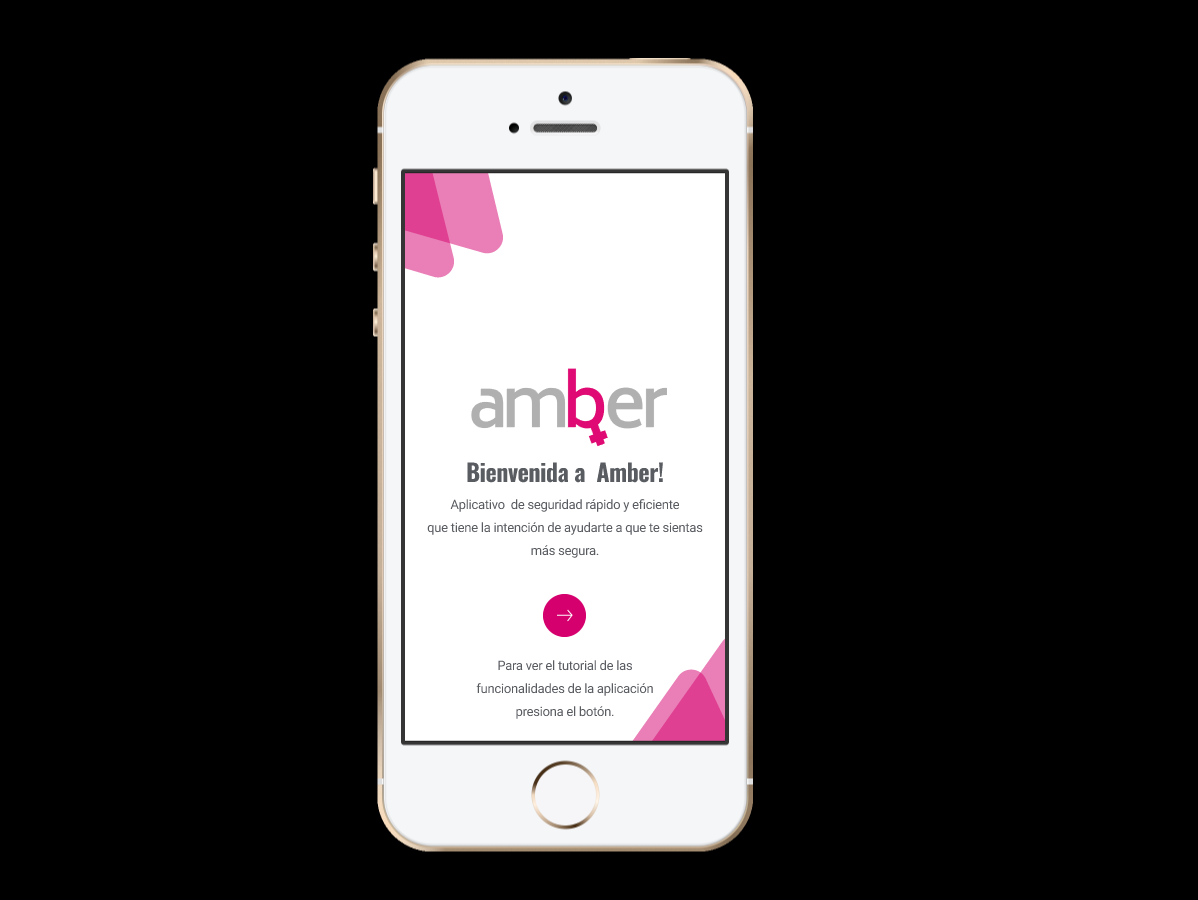 amber
Bienvenida a Amber!
Aplicativo de seguridad rápido y eficiente
que tiene la intención de ayudarte a que te sientas
más segura.
Para ver el tutorial de las
funcionalidades de la aplicación
presiona el botón.